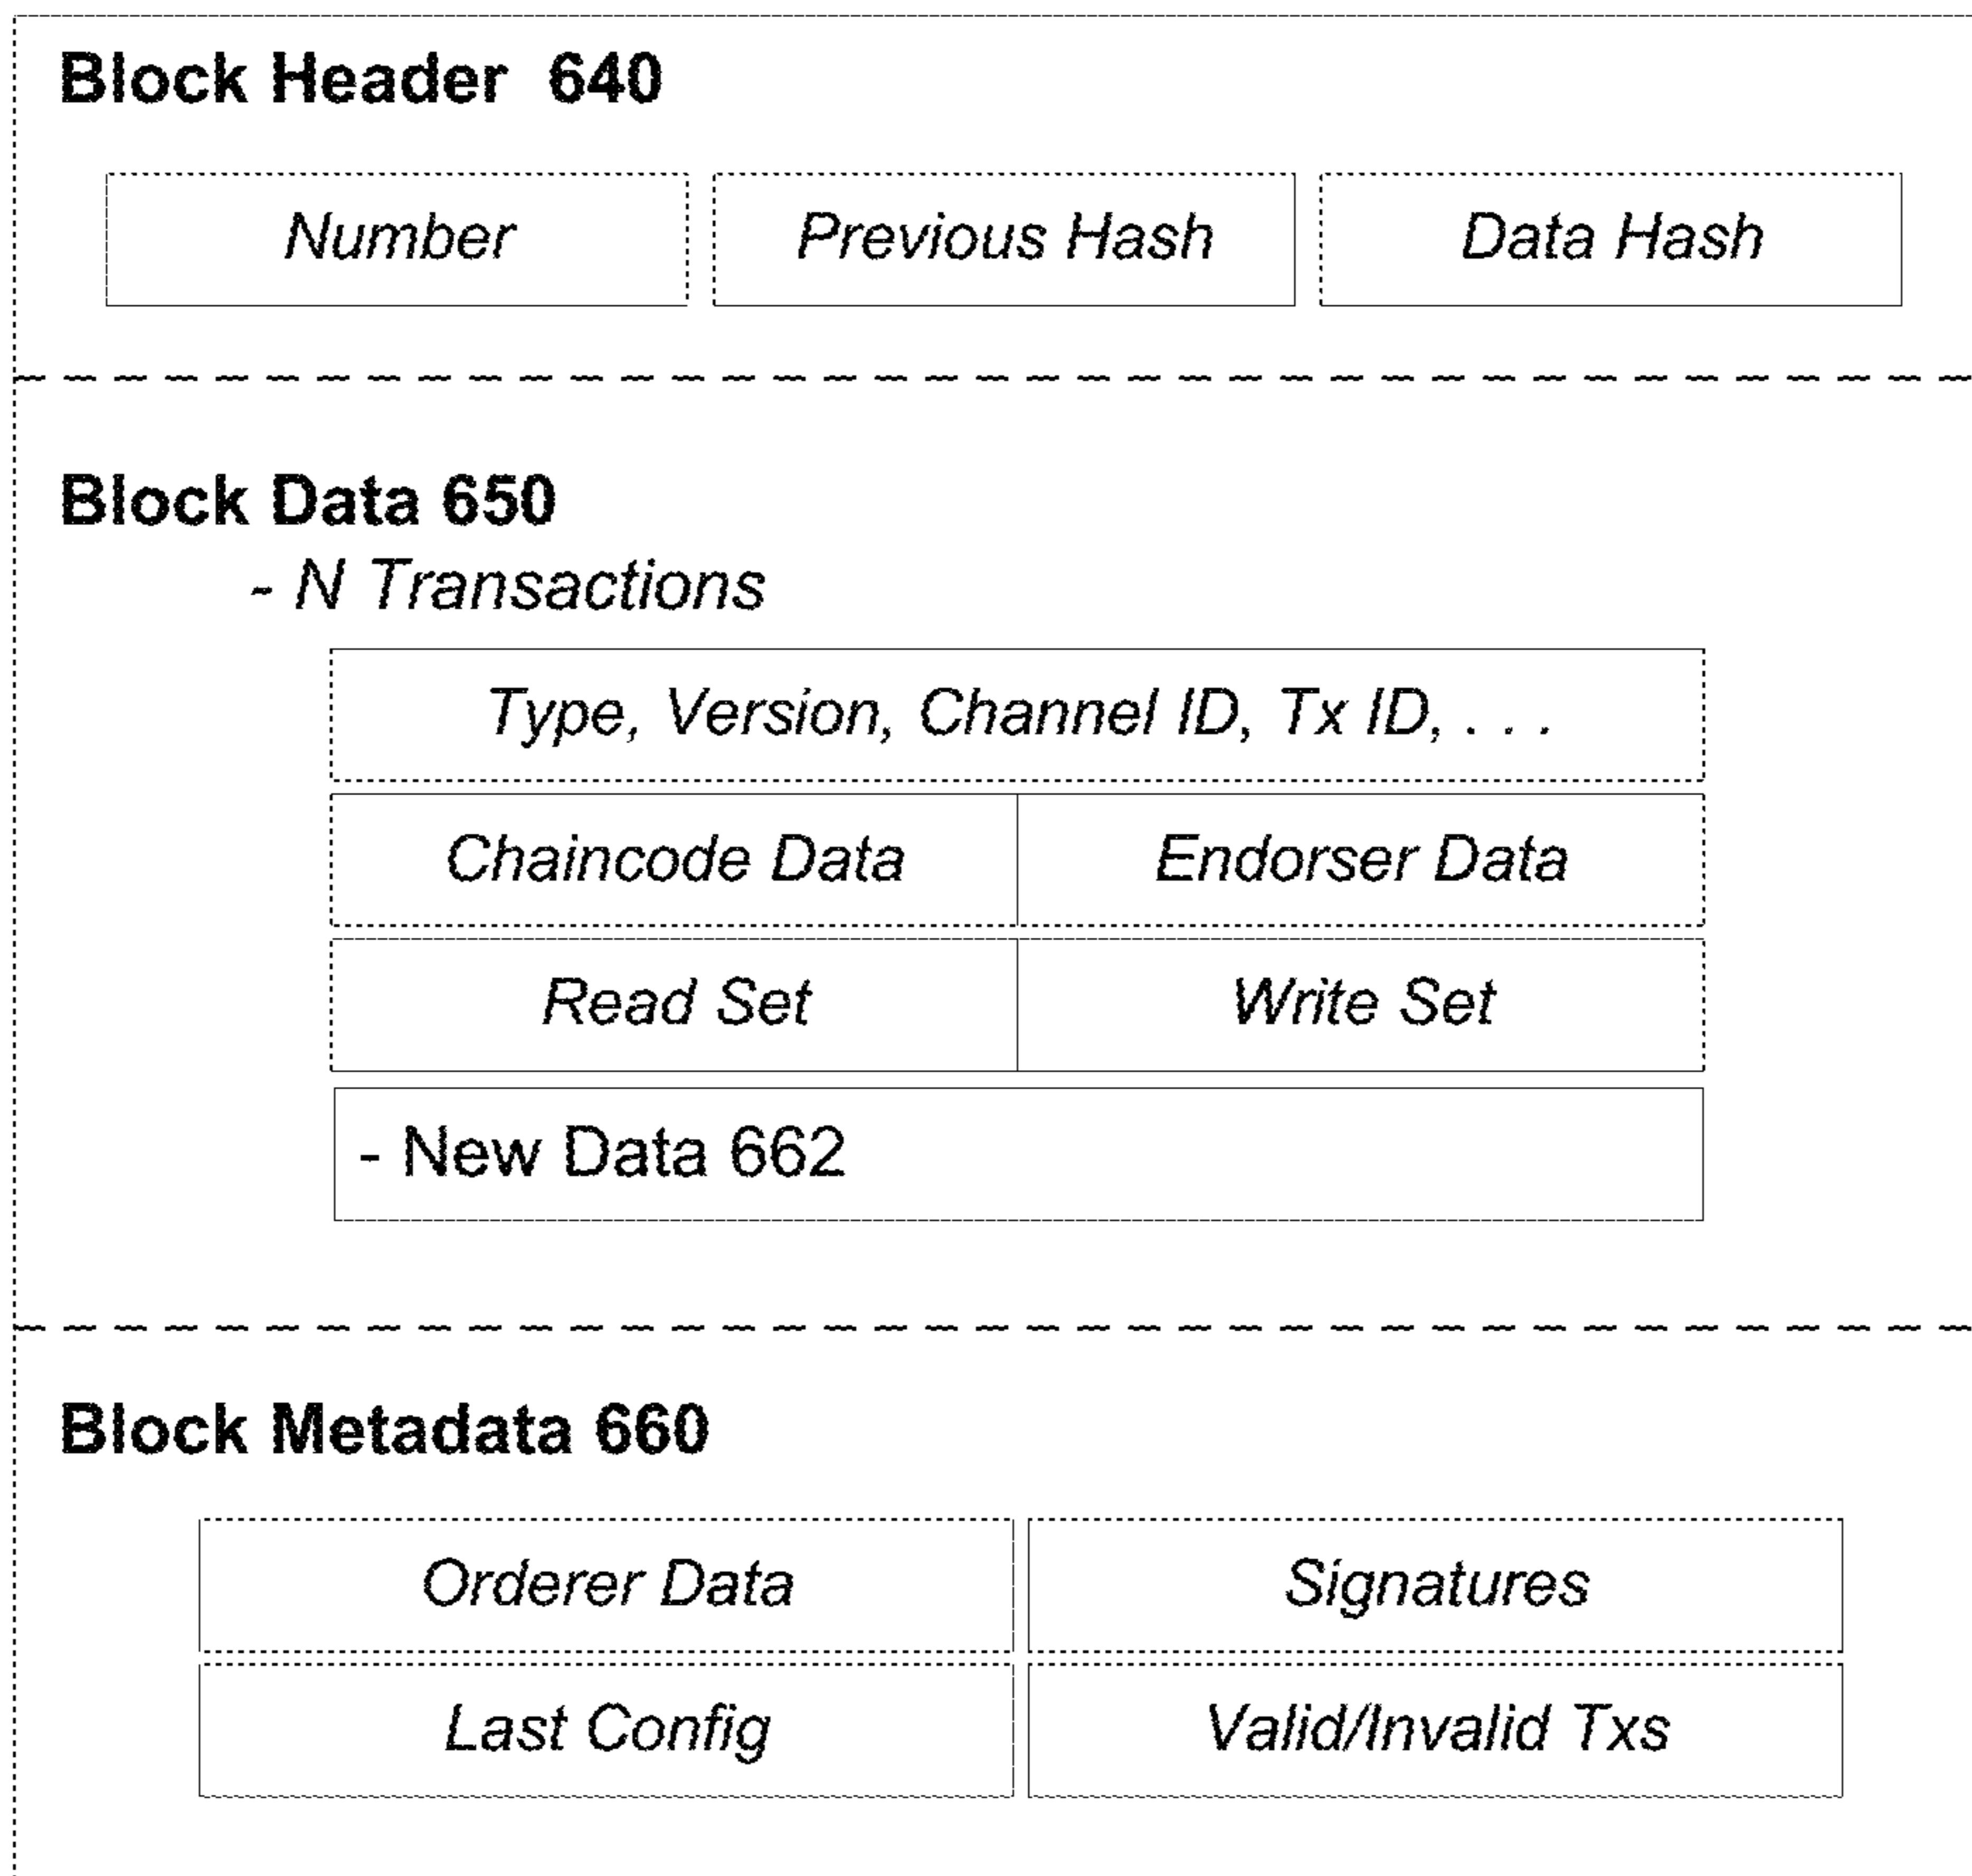 Block Header 640
Number Previous Hash Data Hash
Block Data 650
- N Transactions
Type, Version, Channel ID, Tx ID, . . .
Chaincode Data Endorser Data
Read Set Write Set
- New Data 662
Block Metadata 660
Orderer Data Signatures
Last Config Valid/Invalid Txs